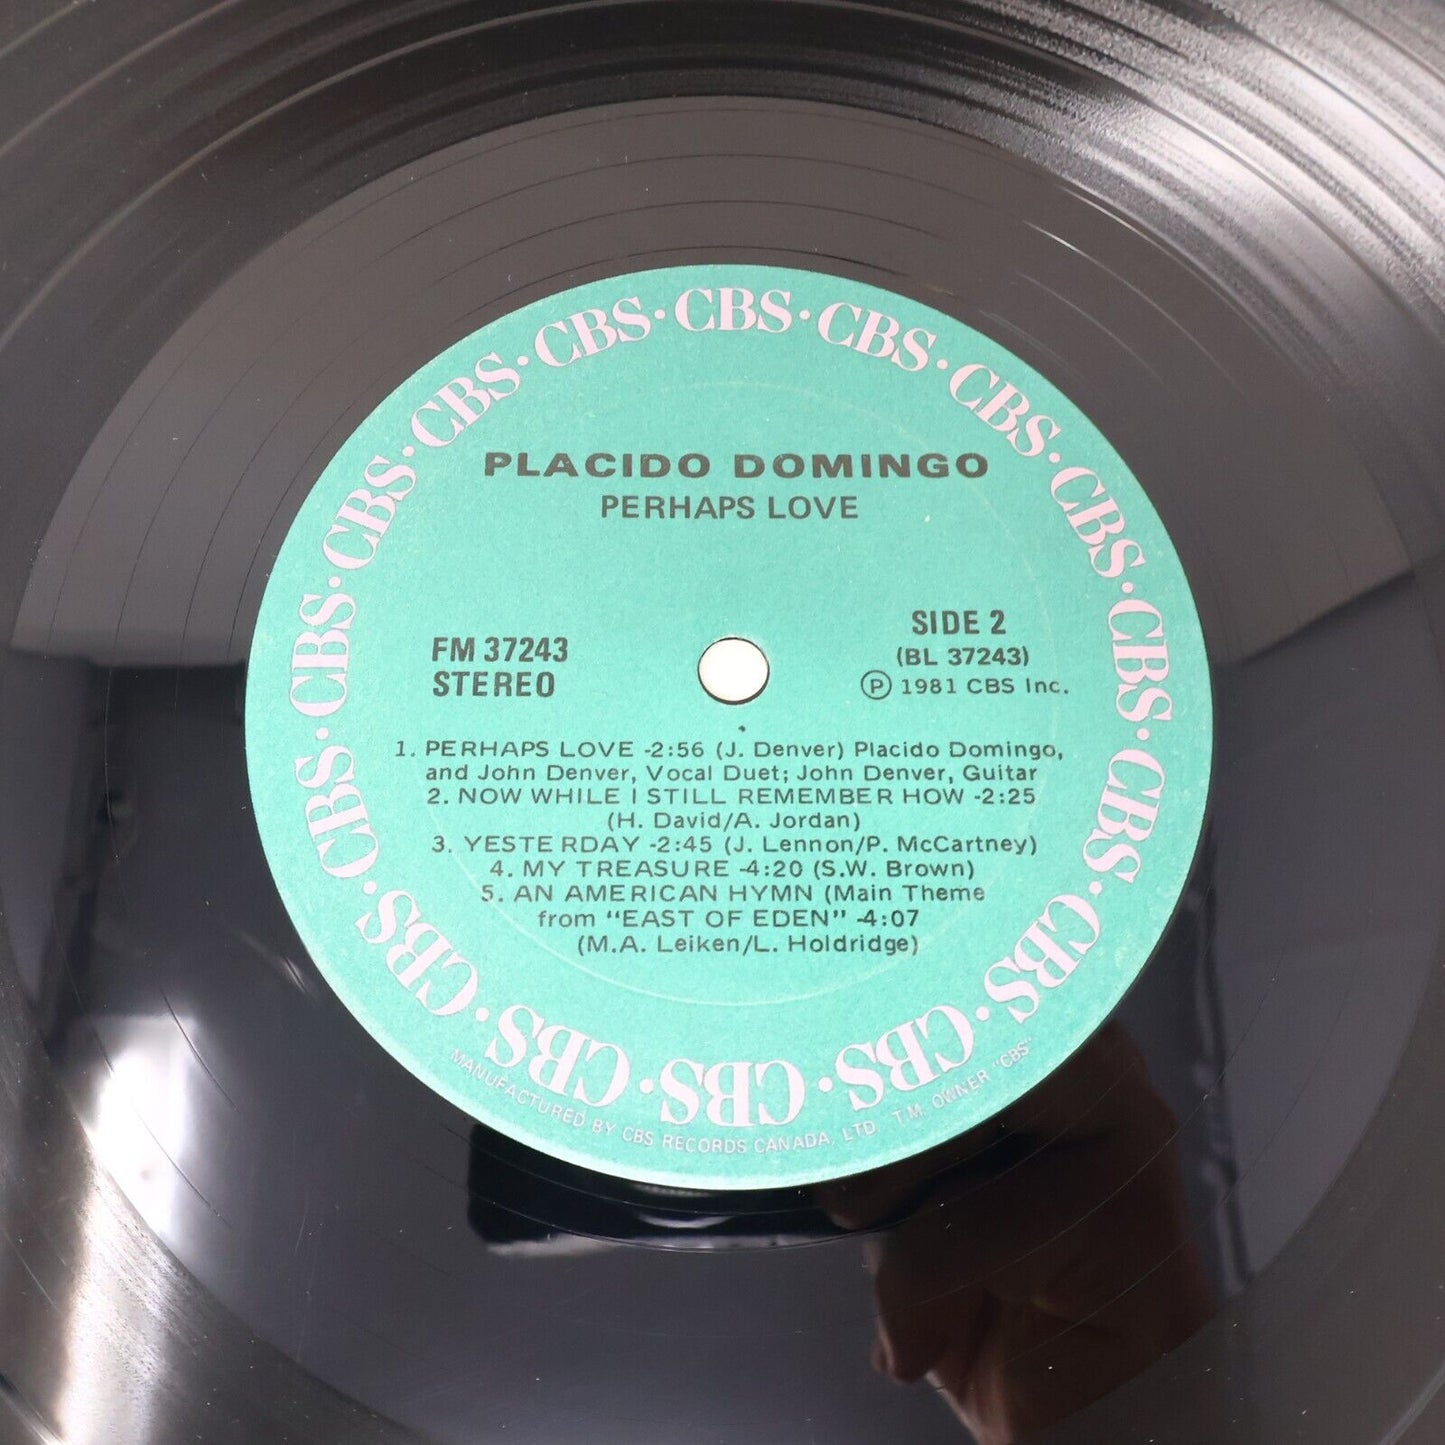 CBS·CBS·CBS·CBS·CBS·CBS·CBS·CBS·CBS·CBS·CBS·CBS·CBS·CBS·CBS·CBS·CBS·
PLACIDO DOMINGO
PERHAPS LOVE
FM 37243
STEREO
SIDE 2
(BL 37243)
Ⓟ 1981 CBS Inc.
1. PERHAPS LOVE -2:56 (J. Denver) Placido Domingo,
and John Denver, Vocal Duet; John Denver, Guitar
2. NOW WHILE I STILL REMEMBER HOW -2:25
(H. David/A. Jordan)
3. YESTERDAY -2:45 (J. Lennon/P. McCartney)
4. MY TREASURE -4:20 (S.W. Brown)
5. AN AMERICAN HYMN (Main Theme
from "EAST OF EDEN" -4:07
(M.A. Leiken/L. Holdridge)
MANUFACTURED BY CBS RECORDS CANADA, LTD. T.M. OWNER "CBS"